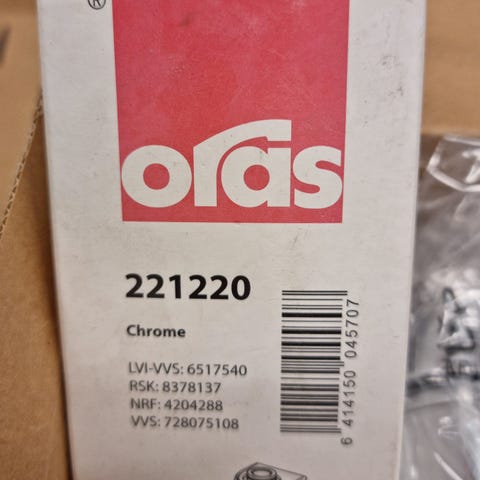 ®
oras
221220
Chrome
LVI-VVS: 6517540
RSK: 8378137
NRF: 4204288
VVS: 728075108
6 414150 045707